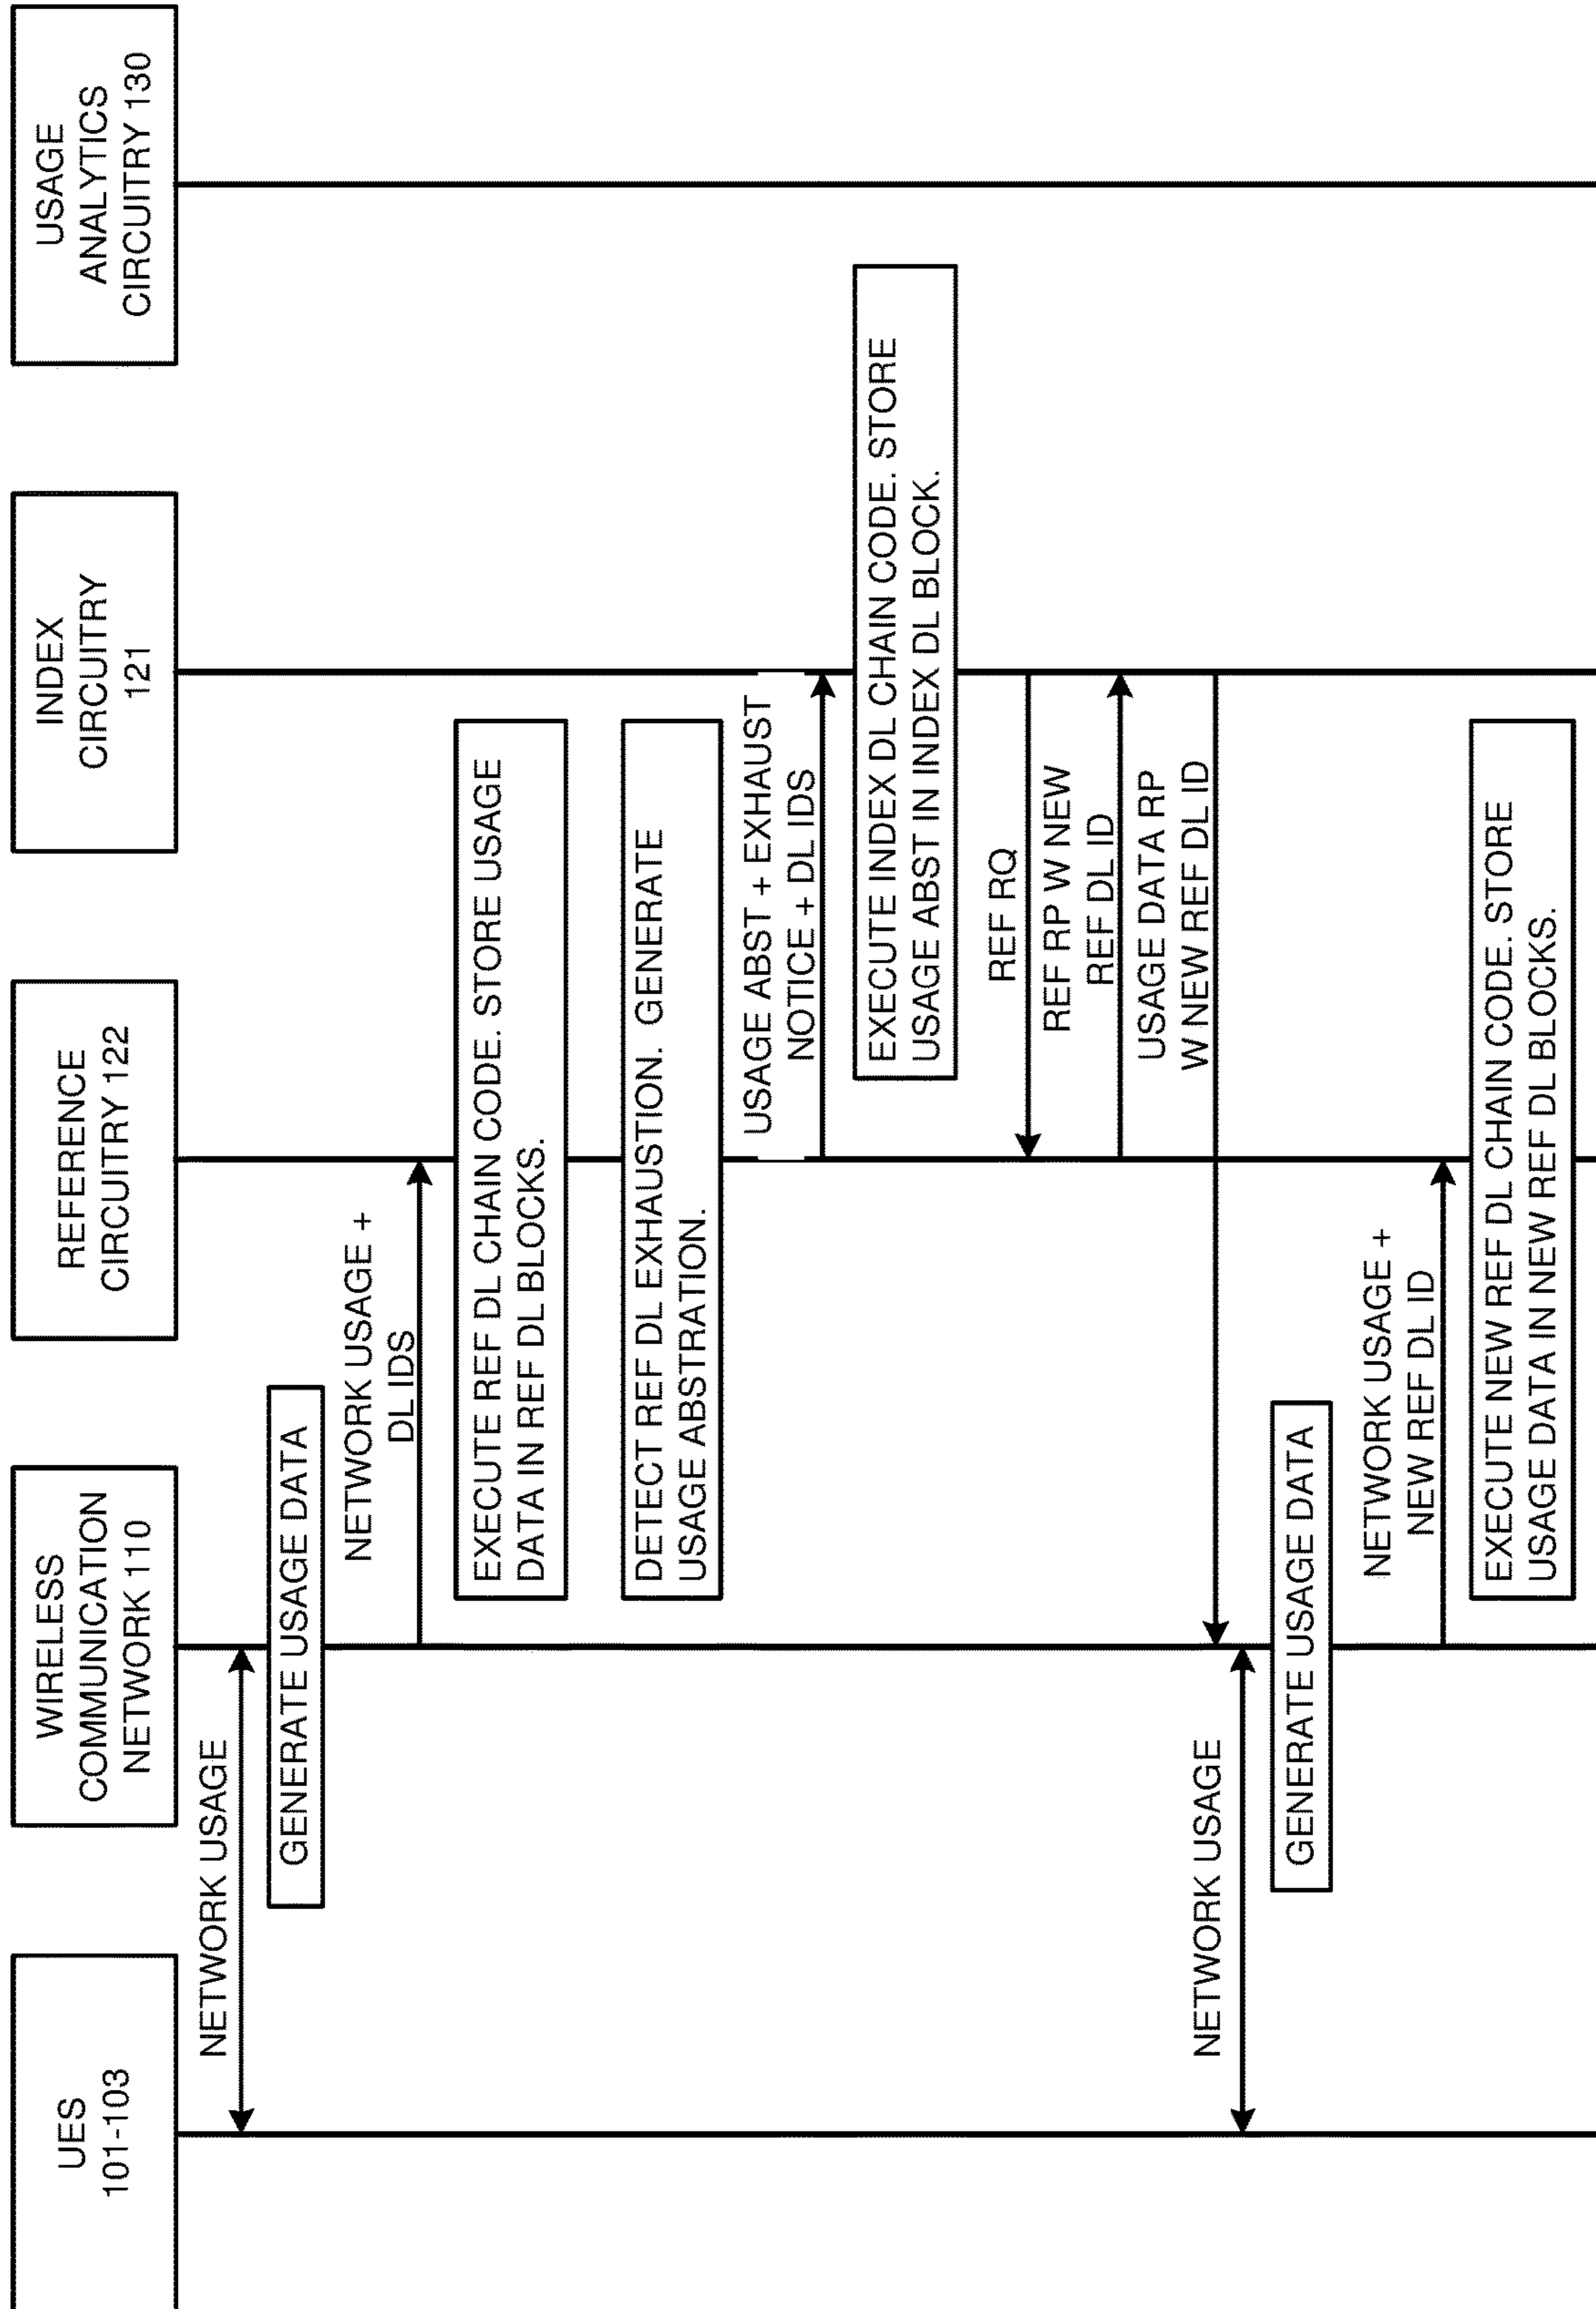 UES
101-103
WIRELESS
COMMUNICATION
NETWORK 110
REFERENCE
CIRCUITRY 122
INDEX
CIRCUITRY
121
USAGE
ANALYTICS
CIRCUITRY 130
NETWORK USAGE
GENERATE USAGE DATA
NETWORK USAGE +
DL IDS
EXECUTE REF DL CHAIN CODE. STORE USAGE
DATA IN REF DL BLOCKS.
DETECT REF DL EXHAUSTION. GENERATE
USAGE ABSTRATION.
USAGE ABST + EXHAUST
NOTICE + DL IDS
EXECUTE INDEX DL CHAIN CODE. STORE
USAGE ABST IN INDEX DL BLOCK.
REF RQ
REF RP W NEW
REF DL ID
USAGE DATA RP
W NEW REF DL ID
NETWORK USAGE
GENERATE USAGE DATA
NETWORK USAGE +
NEW REF DL ID
EXECUTE NEW REF DL CHAIN CODE. STORE
USAGE DATA IN NEW REF DL BLOCKS.